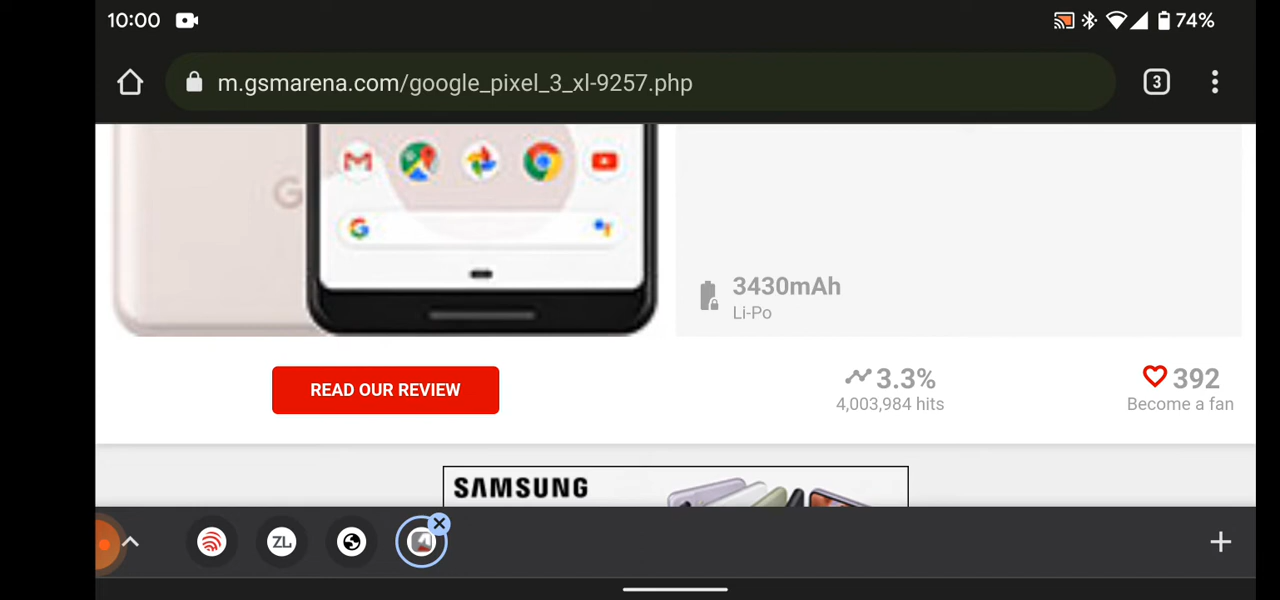 10:00
74%
m.gsmarena.com/google_pixel_3_xl-9257.php
3
G
3430mAh
Li-Po
READ OUR REVIEW
3.3%
392
4,003,984 hits
Become a fan
SAMSUNG
ZL